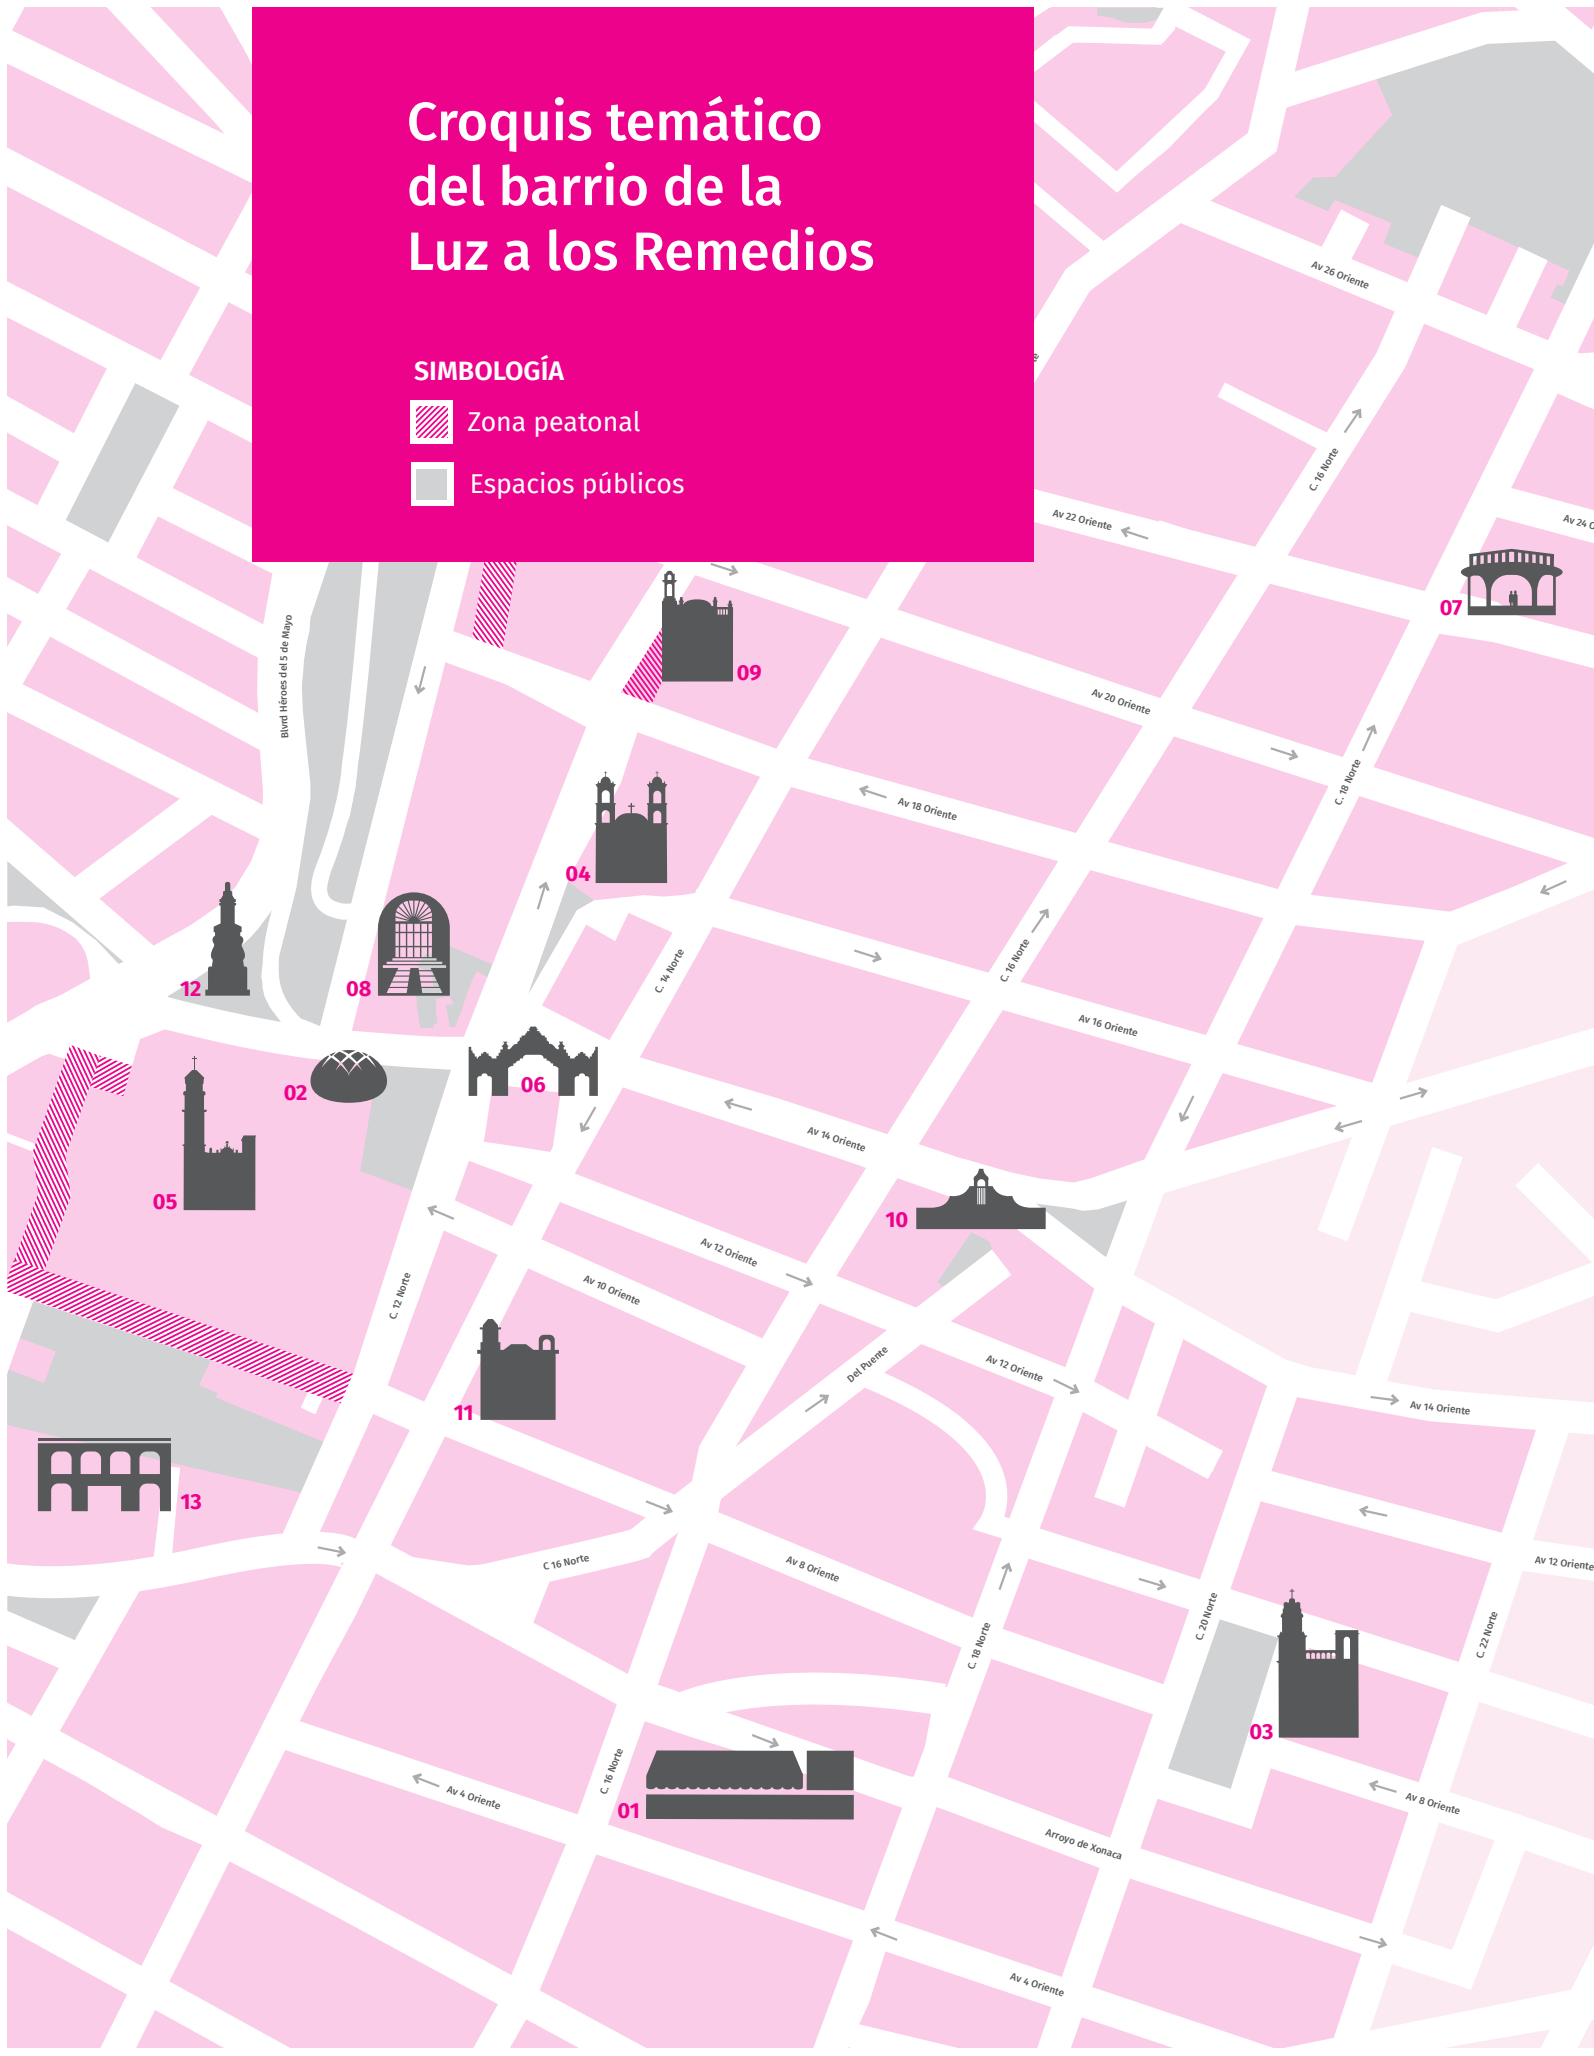 Croquis temático
del barrio de la
Luz a los Remedios
SIMBOLOGÍA
Zona peatonal
Espacios públicos
Av 26 Oriente
C. 16 Norte
Av 22 Oriente
Av 24 O
07
Blvrd Héroes del 5 de Mayo
09
Av 20 Oriente
C. 18 Norte
Av 18 Oriente
04
C. 14 Norte
C. 16 Norte
12
08
Av 16 Oriente
02
06
Av 14 Oriente
05
10
Av 12 Oriente
C. 12 Norte
Av 10 Oriente
Del Puente
Av 12 Oriente
11
Av 14 Oriente
13
C 16 Norte
Av 8 Oriente
Av 12 Oriente
C. 20 Norte
C. 18 Norte
C. 22 Norte
03
C. 16 Norte
01
Av 4 Oriente
Av 8 Oriente
Arroyo de Xonaca
Av 4 Oriente